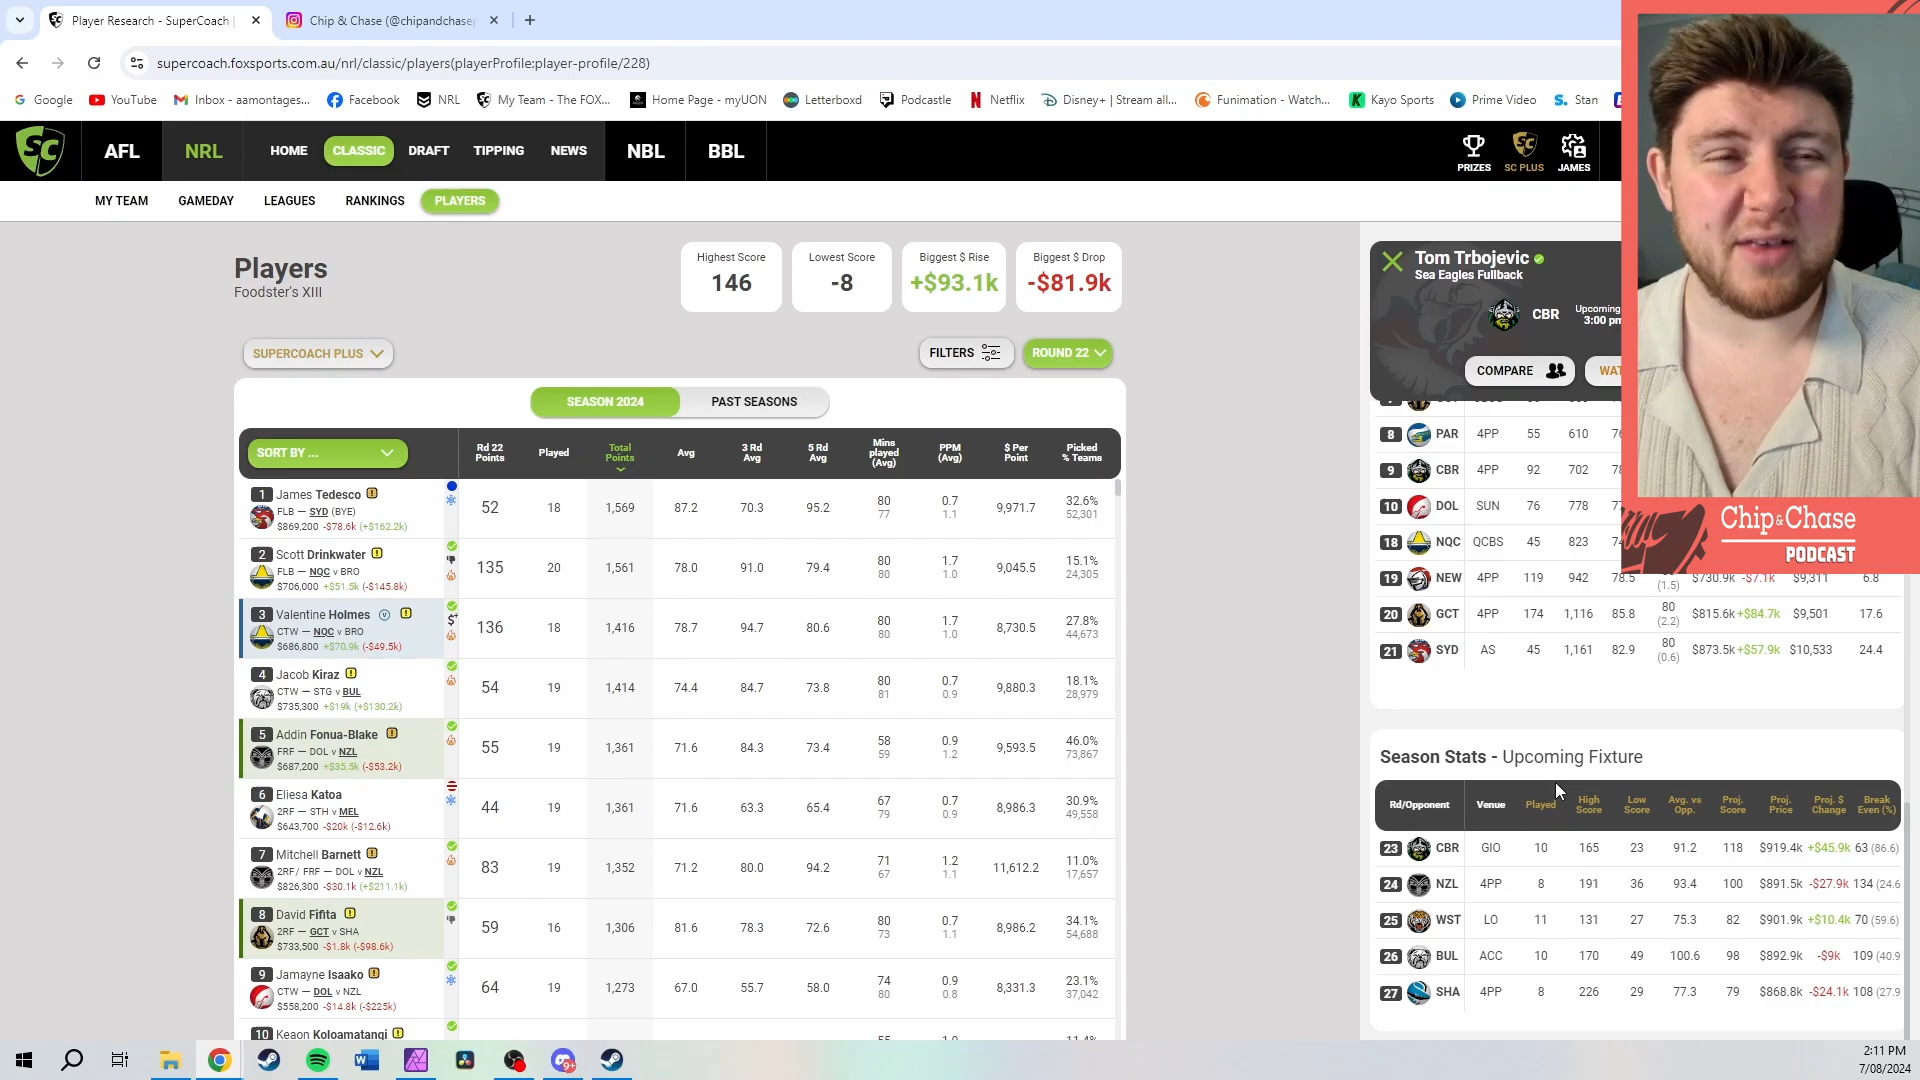 Player Research - SuperCoach |
Chip & Chase (@chipandchasep
supercoach.foxsports.com.au/nrl/classic/players(playerProfile:player-profile/228)
Google YouTube Inbox - aamontages... Facebook NRL My Team - The FOX... Home Page - myUON Letterboxd Podcastle Netflix Disney+ | Stream all... Funimation - Watch... Kayo Sports Prime Video Stan
SC AFL NRL HOME CLASSIC DRAFT TIPPING NEWS NBL BBL PRIZES SC PLUS JAMES
MY TEAM GAMEDAY LEAGUES RANKINGS PLAYERS
Players
Foodster's XIII
Highest Score
146
Lowest Score
-8
Biggest $ Rise
+$93.1k
Biggest $ Drop
-$81.9k
SUPERCOACH PLUS FILTERS ROUND 22
SEASON 2024 PAST SEASONS
SORT BY ... Rd 22 Points Played Total Points Avg 3 Rd Avg 5 Rd Avg Mins played (Avg) PPM (Avg) $ Per Point Picked % Teams
1 James Tedesco
FLB — SYD (BYE)
$869,200 -$78.6k (+$162.2k)
52 18 1,569 87.2 70.3 95.2 80 77 0.7 1.1 9,971.7 32.6% 52,301
2 Scott Drinkwater
FLB — NQC v BRO
$706,000 +$51.5k (-$145.8k)
135 20 1,561 78.0 91.0 79.4 80 80 1.7 1.0 9,045.5 15.1% 24,305
3 Valentine Holmes V
CTW — NQC v BRO
$686,800 +$70.9k (-$49.5k)
136 18 1,416 78.7 94.7 80.6 80 80 1.7 1.0 8,730.5 27.8% 44,673
4 Jacob Kiraz
CTW — STG v BUL
$735,300 +$19k (+$130.2k)
54 19 1,414 74.4 84.7 73.8 80 81 0.7 0.9 9,880.3 18.1% 28,979
5 Addin Fonua-Blake
FRF — DOL v NZL
$687,200 +$35.5k (-$53.2k)
55 19 1,361 71.6 84.3 73.4 58 59 0.9 1.2 9,593.5 46.0% 73,867
6 Eliesa Katoa
2RF — STH v MEL
$643,700 -$20k (-$12.6k)
44 19 1,361 71.6 63.3 65.4 67 79 0.7 0.9 8,986.3 30.9% 49,558
7 Mitchell Barnett
2RF/ FRF — DOL v NZL
$826,300 -$30.1k (+$211.1k)
83 19 1,352 71.2 80.0 94.2 71 67 1.2 1.1 11,612.2 11.0% 17,657
8 David Fifita
2RF — GCT v SHA
$733,500 -$1.8k (-$98.6k)
59 16 1,306 81.6 78.3 72.6 80 73 0.7 1.1 8,986.2 34.1% 54,688
9 Jamayne Isaako
CTW — DOL v NZL
$558,200 -$14.8k (-$225k)
64 19 1,273 67.0 55.7 58.0 74 80 0.9 0.8 8,331.3 23.1% 37,042
10 Keaon Koloamatangi
Tom Trbojevic
Sea Eagles Fullback
CBR Upcoming
3:00 pm
COMPARE
8 PAR 4PP 55 610
9 CBR 4PP 92 702
10 DOL SUN 76 778
18 NQC QCBS 45 823
19 NEW 4PP 119 942 78.5 (1.5) $730.9k -$7.1k $9,311 6.8
20 GCT 4PP 174 1,116 85.8 80 (2.2) $815.6k +$84.7k $9,501 17.6
21 SYD AS 45 1,161 82.9 80 (0.6) $873.5k +$57.9k $10,533 24.4
Season Stats - Upcoming Fixture
Rd/Opponent Venue Played High Score Low Score Avg. vs Opp. Proj. Score Proj. Price Proj. $ Change Break Even (%)
23 CBR GIO 10 165 23 91.2 118 $919.4k +$45.9k 63 (86.6)
24 NZL 4PP 8 191 36 93.4 100 $891.5k -$27.9k 134 (24.6
25 WST LO 11 131 27 75.3 82 $901.9k +$10.4k 70 (59.6)
26 BUL ACC 10 170 49 100.6 98 $892.9k -$9k 109 (40.9
27 SHA 4PP 8 226 29 77.3 79 $868.8k -$24.1k 108 (27.9
Chip & Chase
PODCAST
2:11 PM
7/08/2024